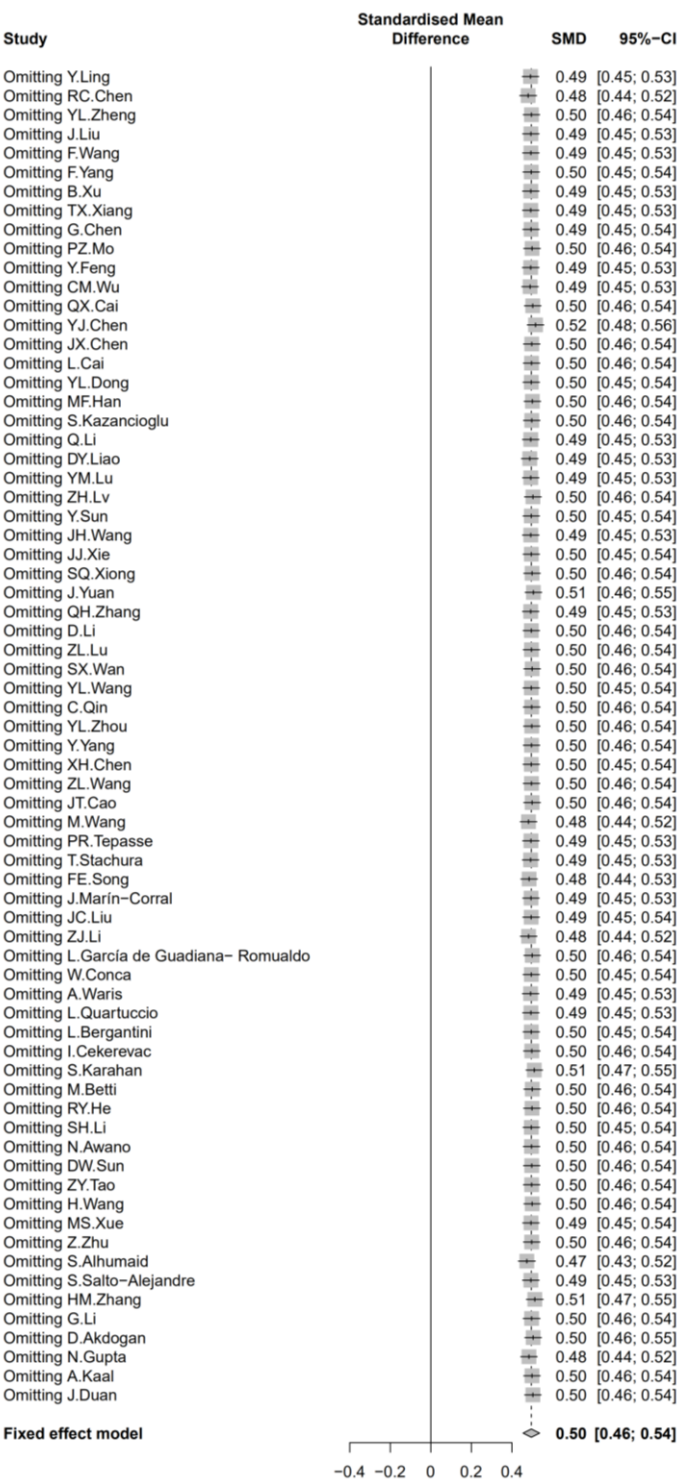 Standardised Mean
Study Difference SMD 95%−CI
Omitting Y.Ling 0.49 [0.45; 0.53]
Omitting RC.Chen 0.48 [0.44; 0.52]
Omitting YL.Zheng 0.50 [0.46; 0.54]
Omitting J.Liu 0.49 [0.45; 0.53]
Omitting F.Wang 0.49 [0.45; 0.53]
Omitting F.Yang 0.50 [0.45; 0.54]
Omitting B.Xu 0.49 [0.45; 0.53]
Omitting TX.Xiang 0.49 [0.45; 0.53]
Omitting G.Chen 0.49 [0.45; 0.54]
Omitting PZ.Mo 0.50 [0.46; 0.54]
Omitting Y.Feng 0.49 [0.45; 0.53]
Omitting CM.Wu 0.49 [0.45; 0.53]
Omitting QX.Cai 0.50 [0.46; 0.54]
Omitting YJ.Chen 0.52 [0.48; 0.56]
Omitting JX.Chen 0.50 [0.46; 0.54]
Omitting L.Cai 0.50 [0.46; 0.54]
Omitting YL.Dong 0.50 [0.45; 0.54]
Omitting MF.Han 0.50 [0.46; 0.54]
Omitting S.Kazancioglu 0.50 [0.46; 0.54]
Omitting Q.Li 0.49 [0.45; 0.53]
Omitting DY.Liao 0.49 [0.45; 0.53]
Omitting YM.Lu 0.49 [0.45; 0.53]
Omitting ZH.Lv 0.50 [0.46; 0.54]
Omitting Y.Sun 0.50 [0.45; 0.54]
Omitting JH.Wang 0.49 [0.45; 0.53]
Omitting JJ.Xie 0.50 [0.45; 0.54]
Omitting SQ.Xiong 0.50 [0.46; 0.54]
Omitting J.Yuan 0.51 [0.46; 0.55]
Omitting QH.Zhang 0.49 [0.45; 0.53]
Omitting D.Li 0.50 [0.46; 0.54]
Omitting ZL.Lu 0.50 [0.46; 0.54]
Omitting SX.Wan 0.50 [0.46; 0.54]
Omitting YL.Wang 0.50 [0.45; 0.54]
Omitting C.Qin 0.50 [0.46; 0.54]
Omitting YL.Zhou 0.50 [0.46; 0.54]
Omitting Y.Yang 0.50 [0.46; 0.54]
Omitting XH.Chen 0.50 [0.45; 0.54]
Omitting ZL.Wang 0.50 [0.46; 0.54]
Omitting JT.Cao 0.50 [0.46; 0.54]
Omitting M.Wang 0.48 [0.44; 0.52]
Omitting PR.Tepasse 0.49 [0.45; 0.53]
Omitting T.Stachura 0.49 [0.45; 0.53]
Omitting FE.Song 0.48 [0.44; 0.53]
Omitting J.Marín−Corral 0.49 [0.45; 0.53]
Omitting JC.Liu 0.49 [0.45; 0.54]
Omitting ZJ.Li 0.48 [0.44; 0.52]
Omitting L.García de Guadiana− Romualdo 0.50 [0.46; 0.54]
Omitting W.Conca 0.50 [0.45; 0.54]
Omitting A.Waris 0.49 [0.45; 0.53]
Omitting L.Quartuccio 0.49 [0.45; 0.53]
Omitting L.Bergantini 0.50 [0.45; 0.54]
Omitting I.Cekerevac 0.50 [0.46; 0.54]
Omitting S.Karahan 0.51 [0.47; 0.55]
Omitting M.Betti 0.50 [0.46; 0.54]
Omitting RY.He 0.50 [0.46; 0.54]
Omitting SH.Li 0.50 [0.45; 0.54]
Omitting N.Awano 0.50 [0.46; 0.54]
Omitting DW.Sun 0.50 [0.46; 0.54]
Omitting ZY.Tao 0.50 [0.46; 0.54]
Omitting H.Wang 0.50 [0.46; 0.54]
Omitting MS.Xue 0.49 [0.45; 0.54]
Omitting Z.Zhu 0.50 [0.46; 0.54]
Omitting S.Alhumaid 0.47 [0.43; 0.52]
Omitting S.Salto−Alejandre 0.49 [0.45; 0.53]
Omitting HM.Zhang 0.51 [0.47; 0.55]
Omitting G.Li 0.50 [0.46; 0.54]
Omitting D.Akdogan 0.50 [0.46; 0.55]
Omitting N.Gupta 0.48 [0.44; 0.52]
Omitting A.Kaal 0.50 [0.46; 0.54]
Omitting J.Duan 0.50 [0.46; 0.54]
Fixed effect model 0.50 [0.46; 0.54]
−0.4 −0.2 0 0.2 0.4